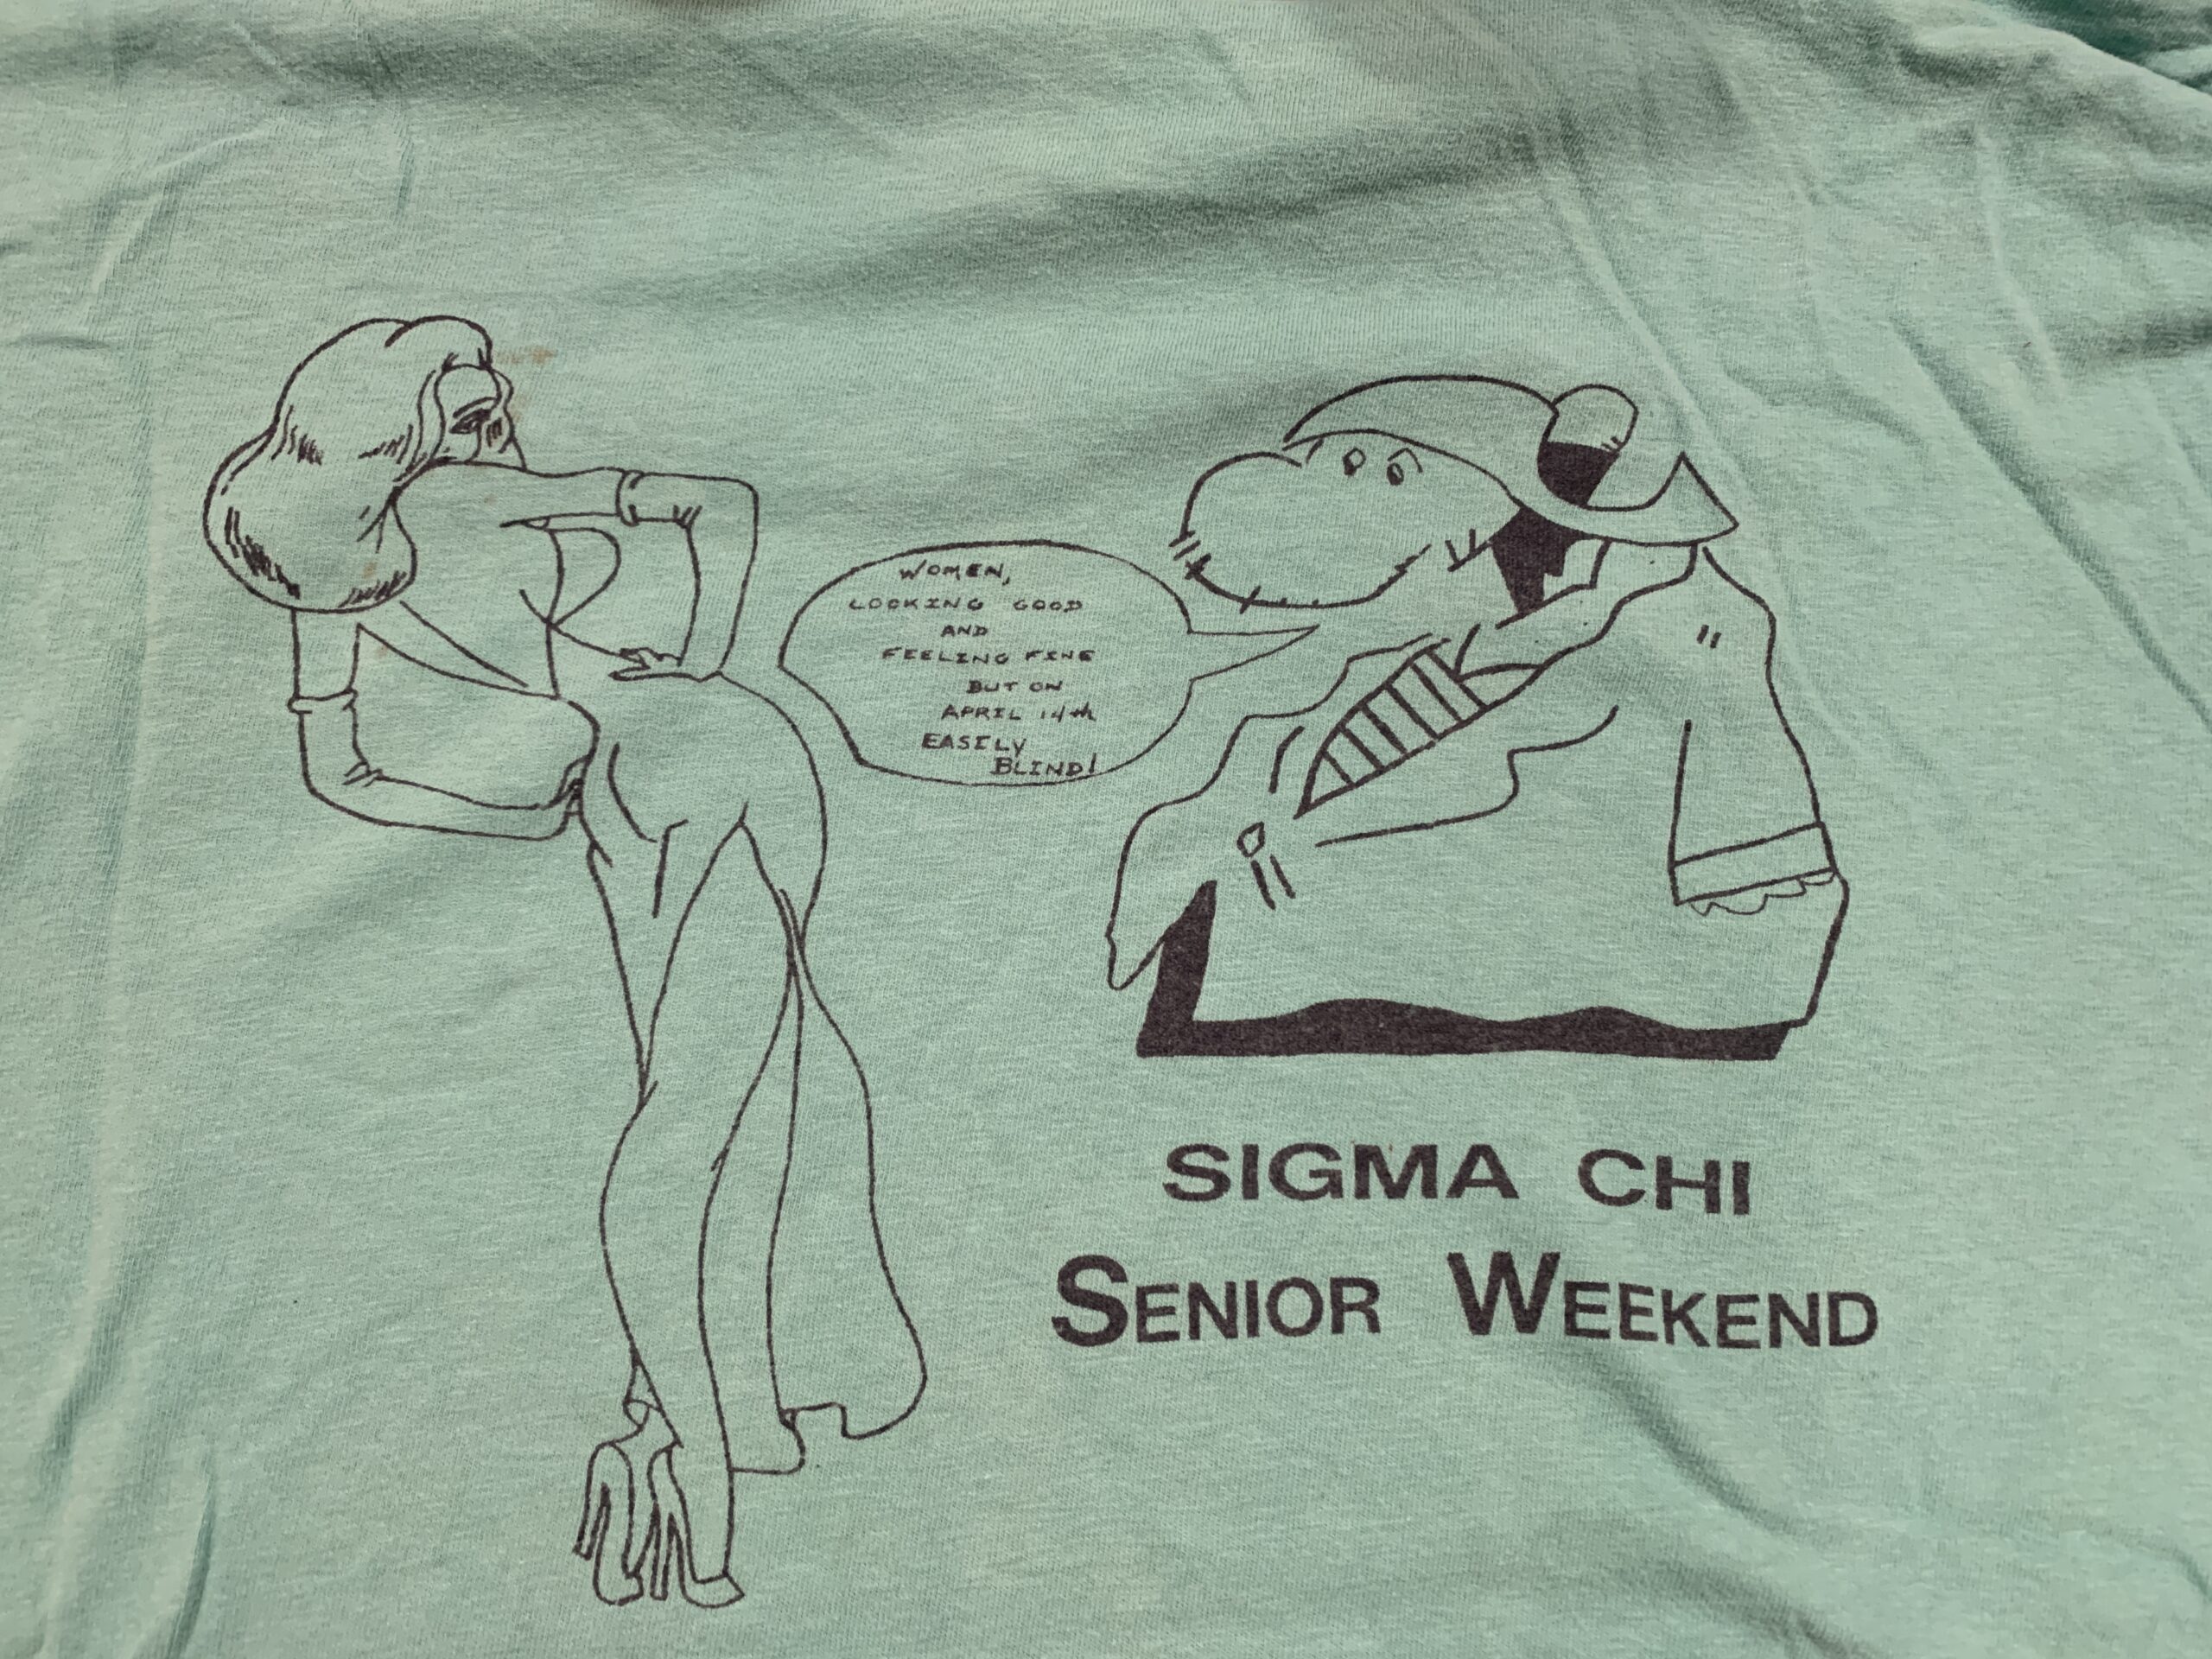 WOMEN,
LOOKING GOOD
AND
FEELING FINE
BUT ON
APRIL 14th
EASILY
BLIND!
SIGMA CHI
SENIOR WEEKEND